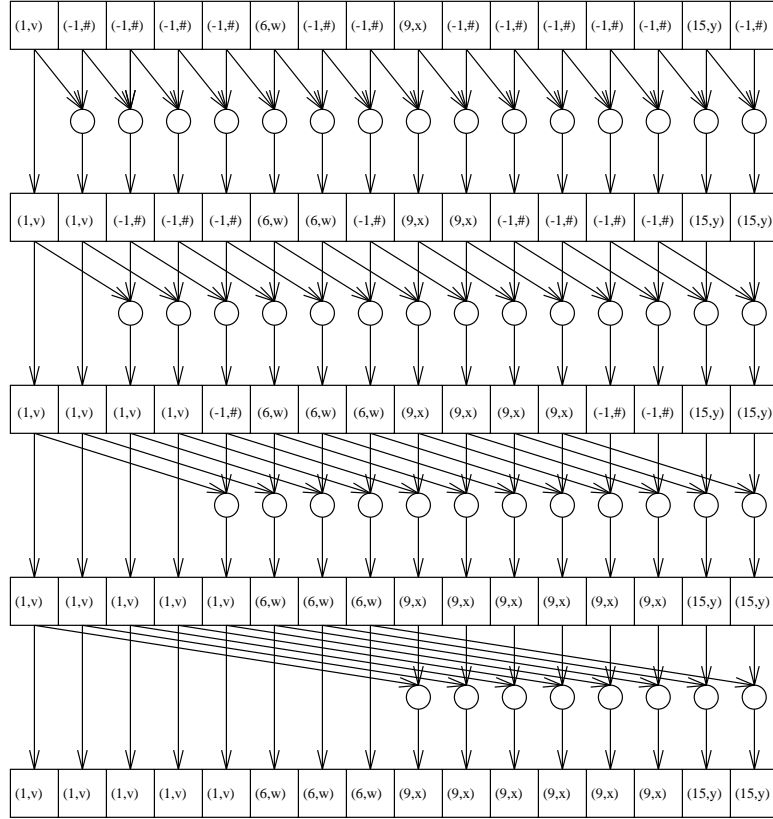 (1,v) (-1,#) (-1,#) (-1,#) (-1,#) (6,w) (-1,#) (-1,#) (9,x) (-1,#) (-1,#) (-1,#) (-1,#) (-1,#) (15,y) (-1,#)
(1,v) (1,v) (-1,#) (-1,#) (-1,#) (6,w) (6,w) (-1,#) (9,x) (9,x) (-1,#) (-1,#) (-1,#) (-1,#) (15,y) (15,y)
(1,v) (1,v) (1,v) (1,v) (-1,#) (6,w) (6,w) (6,w) (9,x) (9,x) (9,x) (9,x) (-1,#) (-1,#) (15,y) (15,y)
(1,v) (1,v) (1,v) (1,v) (1,v) (6,w) (6,w) (6,w) (9,x) (9,x) (9,x) (9,x) (9,x) (9,x) (15,y) (15,y)
(1,v) (1,v) (1,v) (1,v) (1,v) (6,w) (6,w) (6,w) (9,x) (9,x) (9,x) (9,x) (9,x) (9,x) (15,y) (15,y)